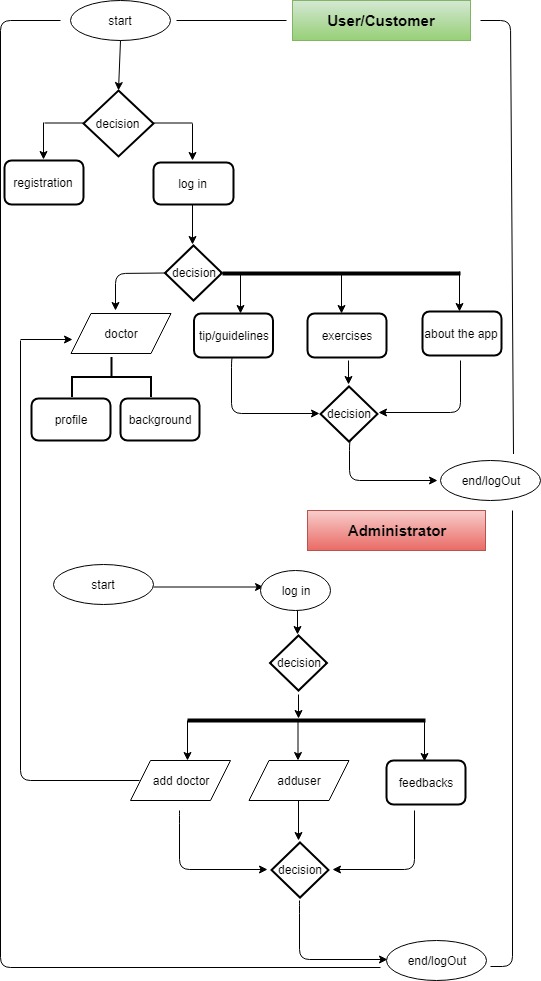 start
User/Customer
decision
registration
log in
decision
doctor
tip/guidelines
exercises
about the app
profile
background
decision
end/logOut
Administrator
start
log in
decision
add doctor
adduser
feedbacks
decision
end/logOut